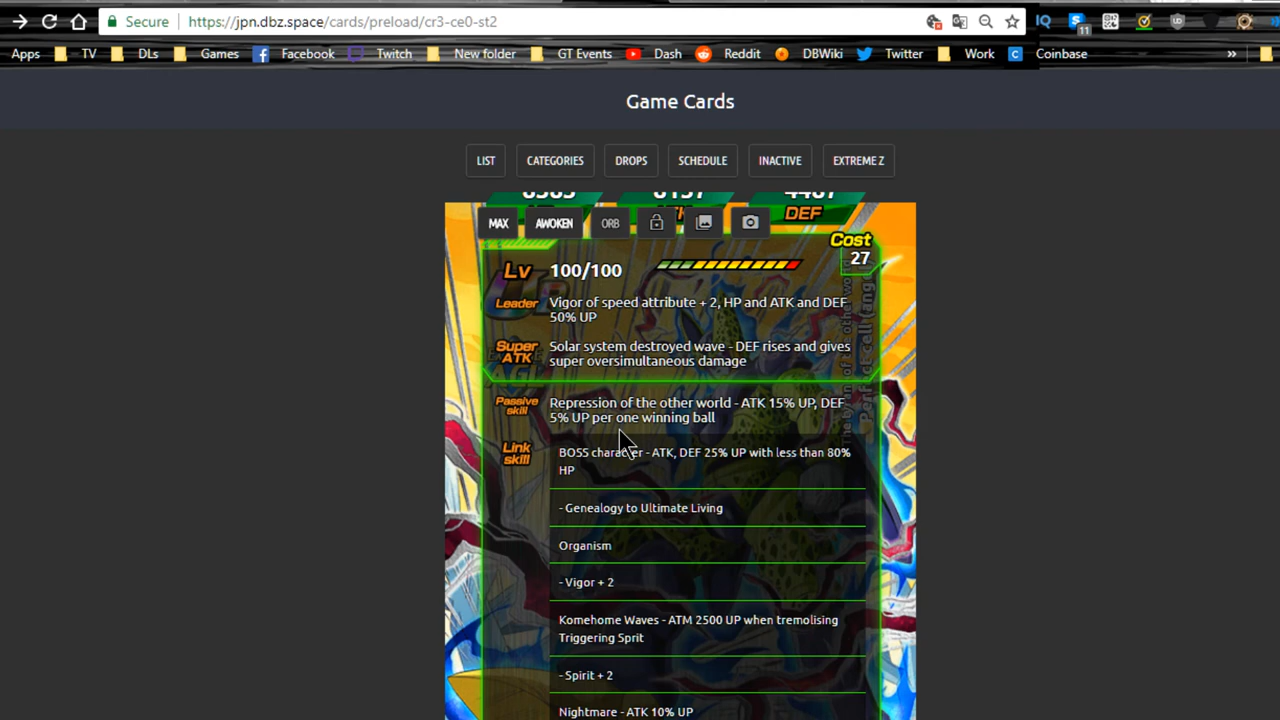 Secure https://jpn.dbz.space/cards/preload/cr3-ce0-st2
11
Apps TV DLs Games Facebook Twitch New folder GT Events Dash Reddit DBWiki Twitter Work Coinbase »
Game Cards
LIST CATEGORIES DROPS SCHEDULE INACTIVE EXTREME Z
MAX AWOKEN ORB DEF
Cost
27
Lv 100/100
Leader Vigor of speed attribute + 2, HP and ATK and DEF
50% UP
Super ATK Solar system destroyed wave - DEF rises and gives
super oversimultaneous damage
Passive skill Repression of the other world - ATK 15% UP, DEF
5% UP per one winning ball
Link skill BOSS character - ATK, DEF 25% UP with less than 80%
HP
- Genealogy to Ultimate Living
Organism
- Vigor + 2
Komehome Waves - ATM 2500 UP when tremolising
Triggering Sprit
- Spirit + 2
Nightmare - ATK 10% UP